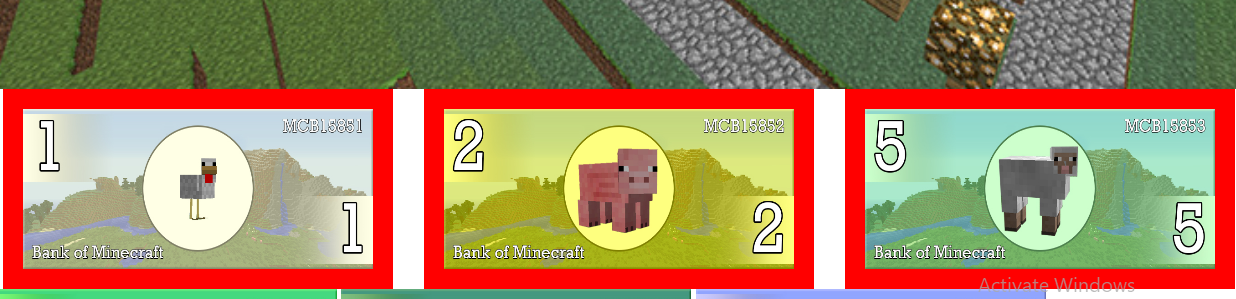 1
MCB15851
Bank of Minecraft
1
2
MCB15852
Bank of Minecraft
2
5
MCB15853
Bank of Minecraft
5
Activate Windows